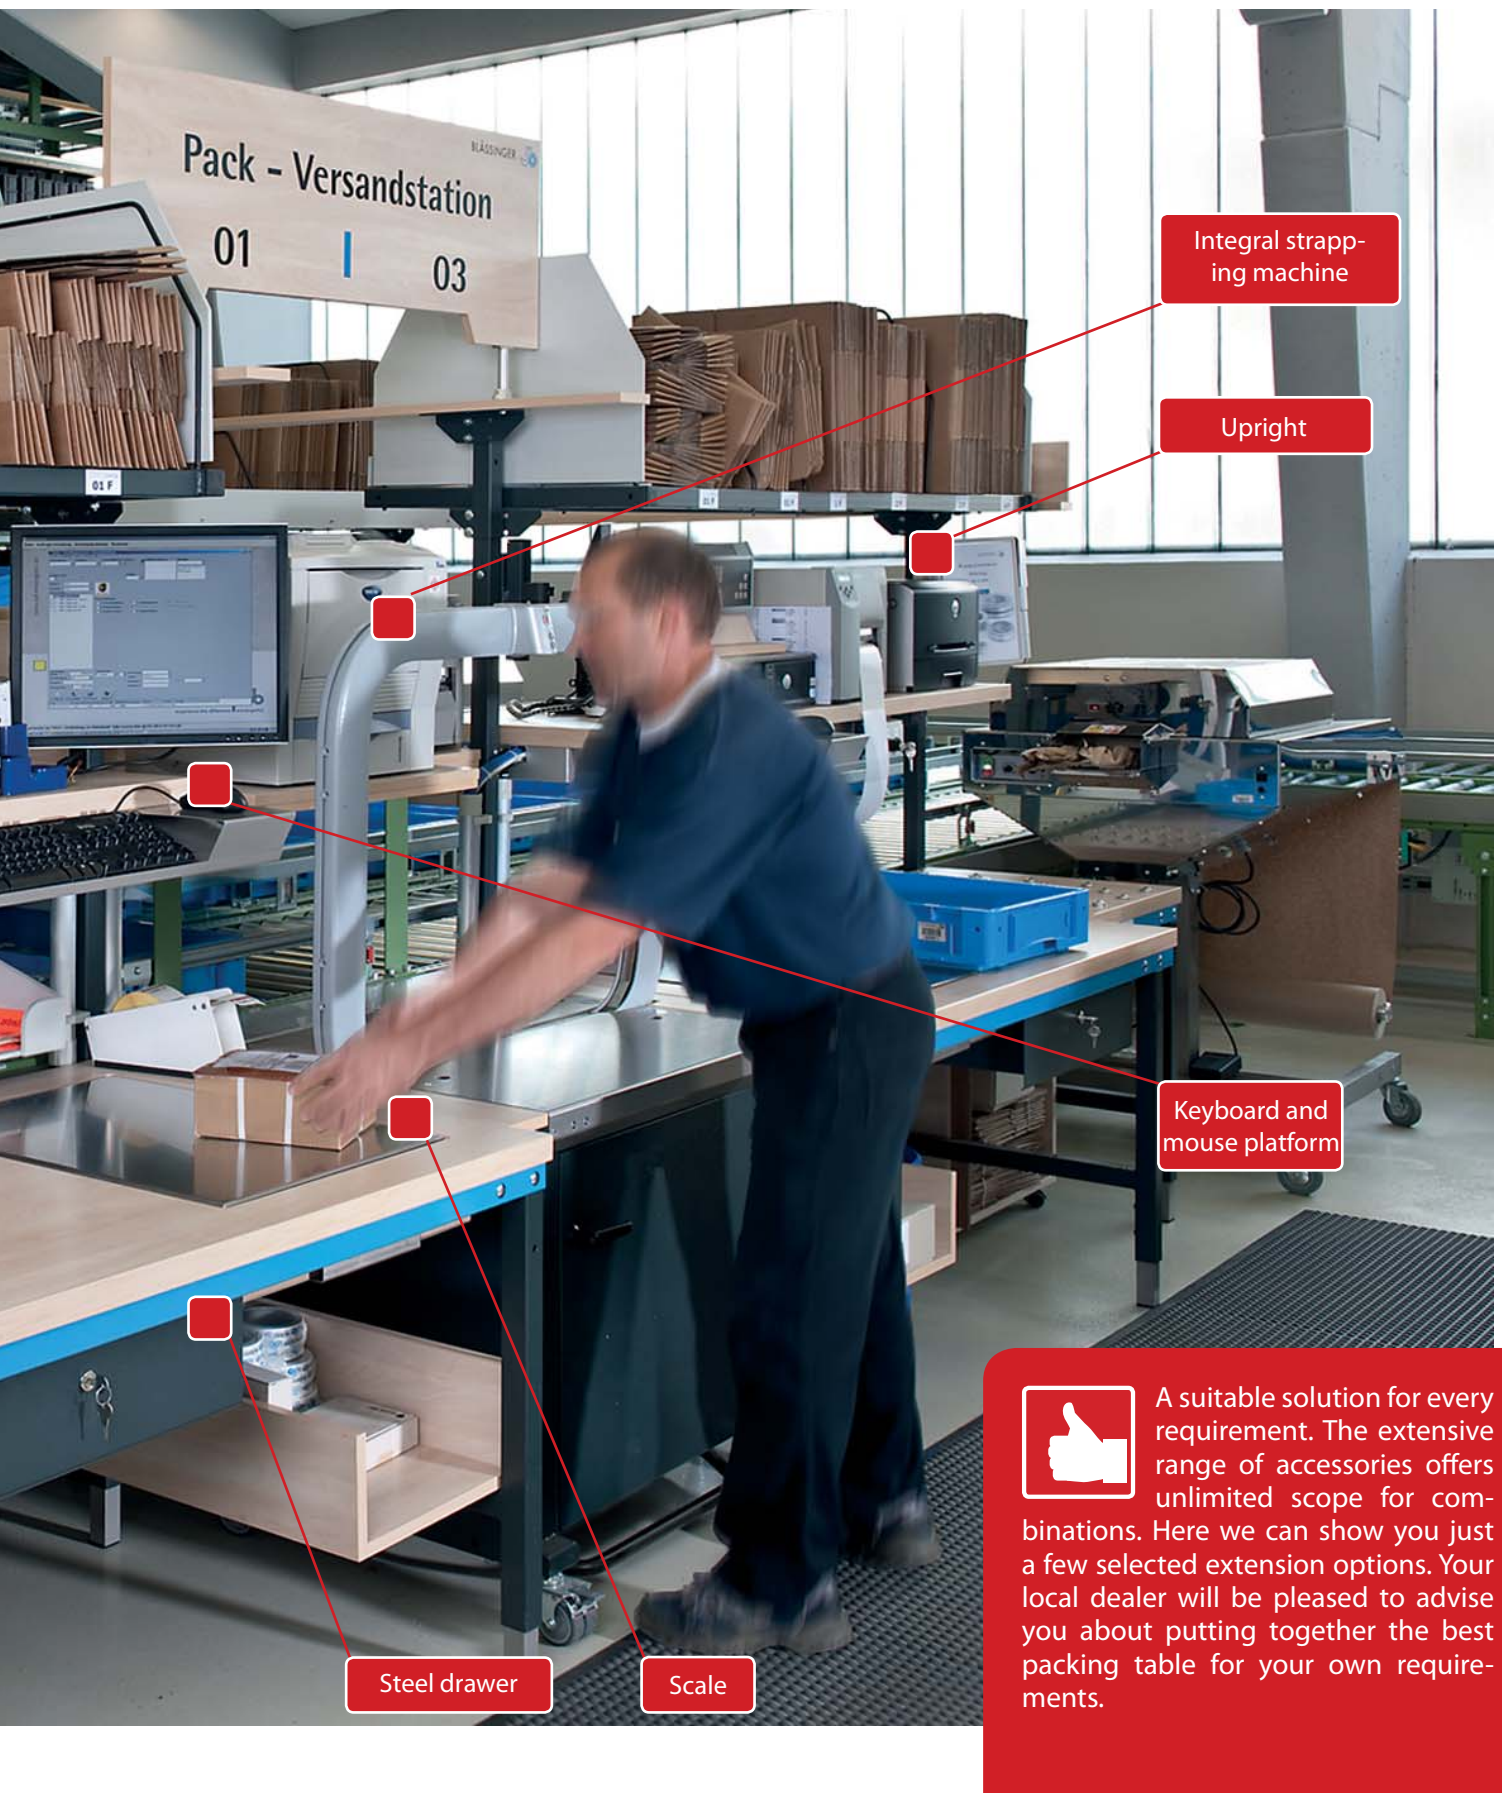 BLÄSSINGER
Pack - Versandstation
01 | 03
Integral strapp-
ing machine
Upright
01 F
Keyboard and
mouse platform
A suitable solution for every
requirement. The extensive
range of accessories offers
unlimited scope for com-
binations. Here we can show you just
a few selected extension options. Your
local dealer will be pleased to advise
you about putting together the best
packing table for your own require-
ments.
Steel drawer
Scale